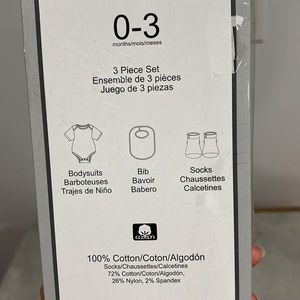 0-3
months/mois/meses
3 Piece Set
Ensemble de 3 pièces
Juego de 3 piezas
Bodysuits
Barboteuses
Trajes de Niño
Bib
Bavoir
Babero
Socks
Chaussettes
Calcetines
100% Cotton/Coton/Algodón
Socks/Chaussettes/Calcetines
72% Cotton/Coton/Algodón,
26% Nylon, 2% Spandex